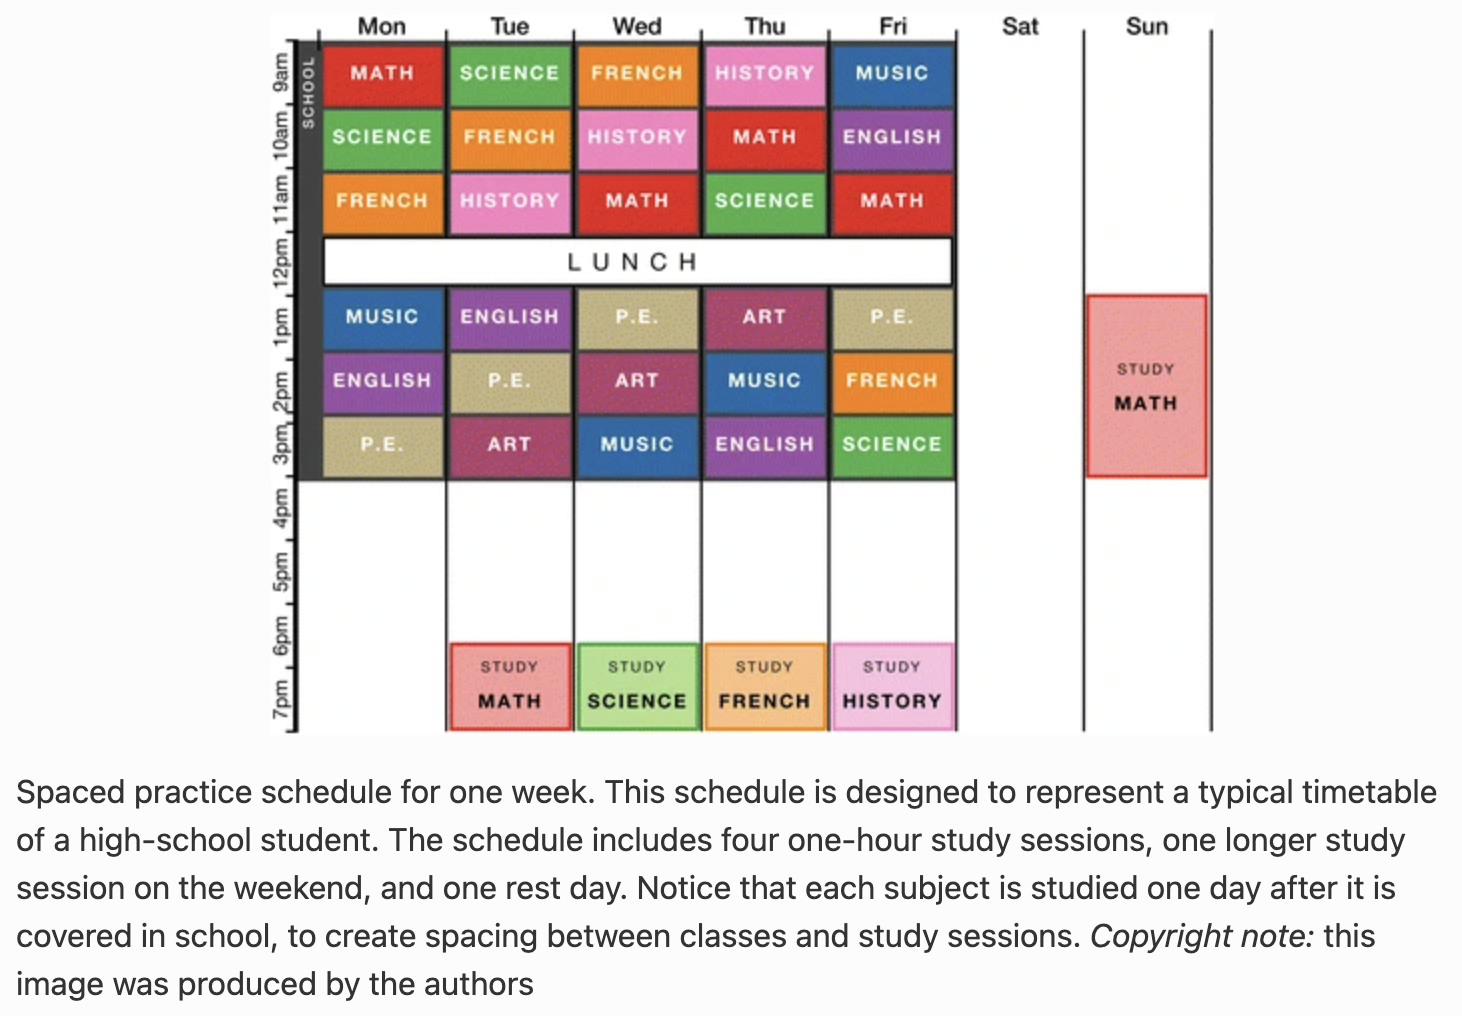 Mon Tue Wed Thu Fri Sat Sun
SCHOOL
9am MATH SCIENCE FRENCH HISTORY MUSIC
10am SCIENCE FRENCH HISTORY MATH ENGLISH
11am FRENCH HISTORY MATH SCIENCE MATH
12pm LUNCH
1pm MUSIC ENGLISH P.E. ART P.E.
2pm ENGLISH P.E. ART MUSIC FRENCH
3pm P.E. ART MUSIC ENGLISH SCIENCE
STUDY
MATH
4pm
5pm
6pm
STUDY STUDY STUDY STUDY
7pm MATH SCIENCE FRENCH HISTORY
Spaced practice schedule for one week. This schedule is designed to represent a typical timetable
of a high-school student. The schedule includes four one-hour study sessions, one longer study
session on the weekend, and one rest day. Notice that each subject is studied one day after it is
covered in school, to create spacing between classes and study sessions. Copyright note: this
image was produced by the authors